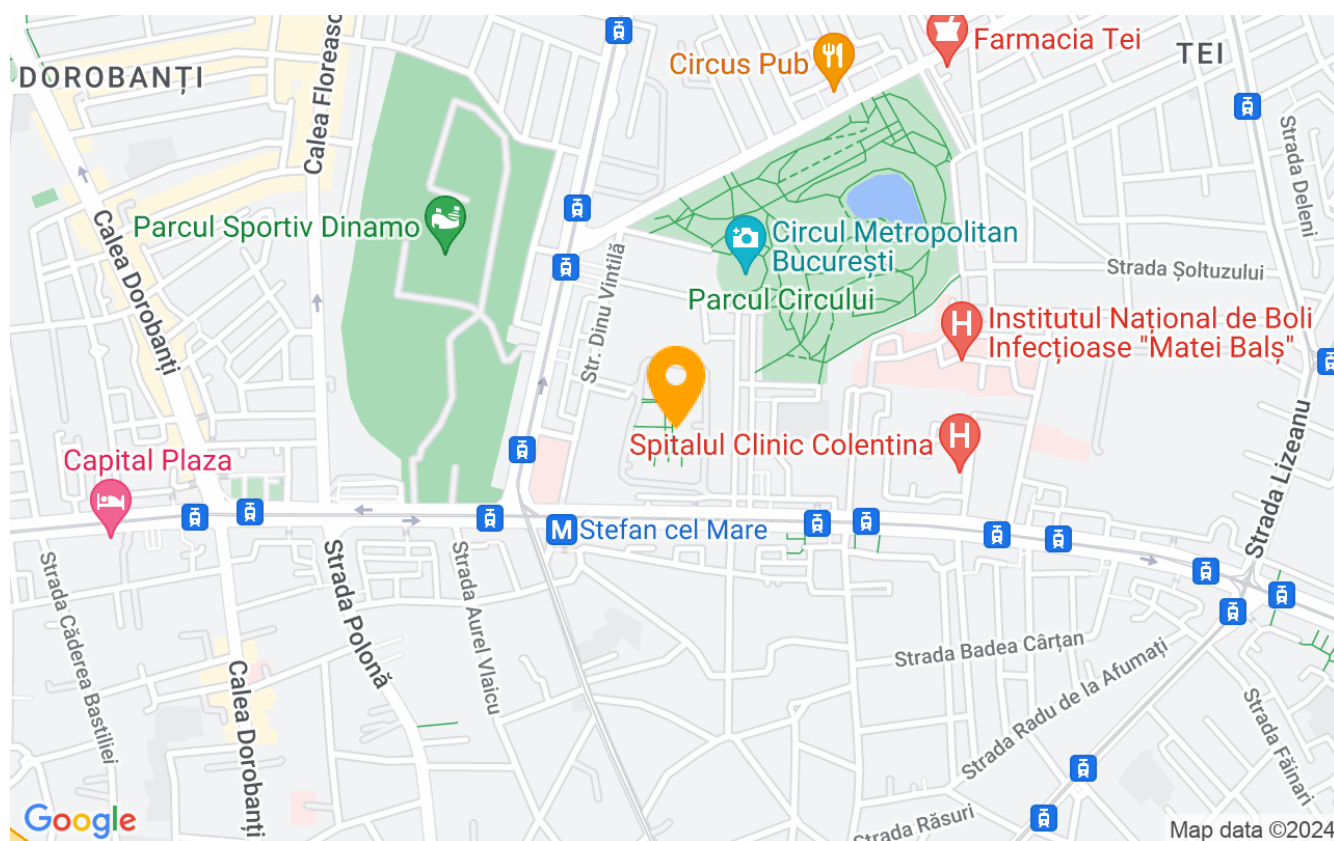 DOROBANȚI
Calea Floreasc
Circus Pub
Farmacia Tei
TEI
Strada Deleni
Parcul Sportiv Dinamo
Calea Dorobanți
Str. Dinu Vintilă
Circul Metropolitan
București
Parcul Circului
Strada Șoltuzului
Institutul Național de Boli
Infecțioase "Matei Balș"
Spitalul Clinic Colentina
Strada Lizeanu
Capital Plaza
M Stefan cel Mare
Strada Căderea Bastiliei
Calea Dorobanți
Strada Polonă
Strada Aurel Vlaicu
Strada Badea Cârțan
Strada Radu de la Afumați
Strada Făinari
Strada Răsuri
Google
Map data ©2024